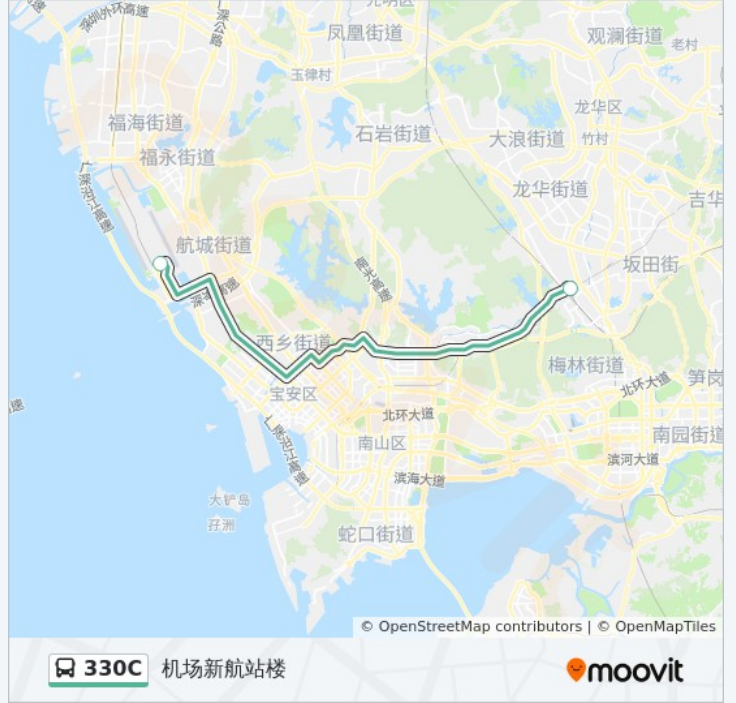 光明区
深圳外环高速
广深公路
凤凰街道
观澜街道
老村
玉律村
龙华区
福海街道
石岩街道
大浪街道
竹村
福永街道
广深沿江高速
龙华街道
吉华
航城街道
坂田街
南光高速
西乡街道
梅林街道
宝安区
北环大道
笋岗
北环大道
广深沿江高速
南山区
南园街道
滨河大道
滨海大道
大铲岛
孖洲
蛇口街道
© OpenStreetMap contributors | © OpenMapTiles
330C 机场新航站楼
moovit